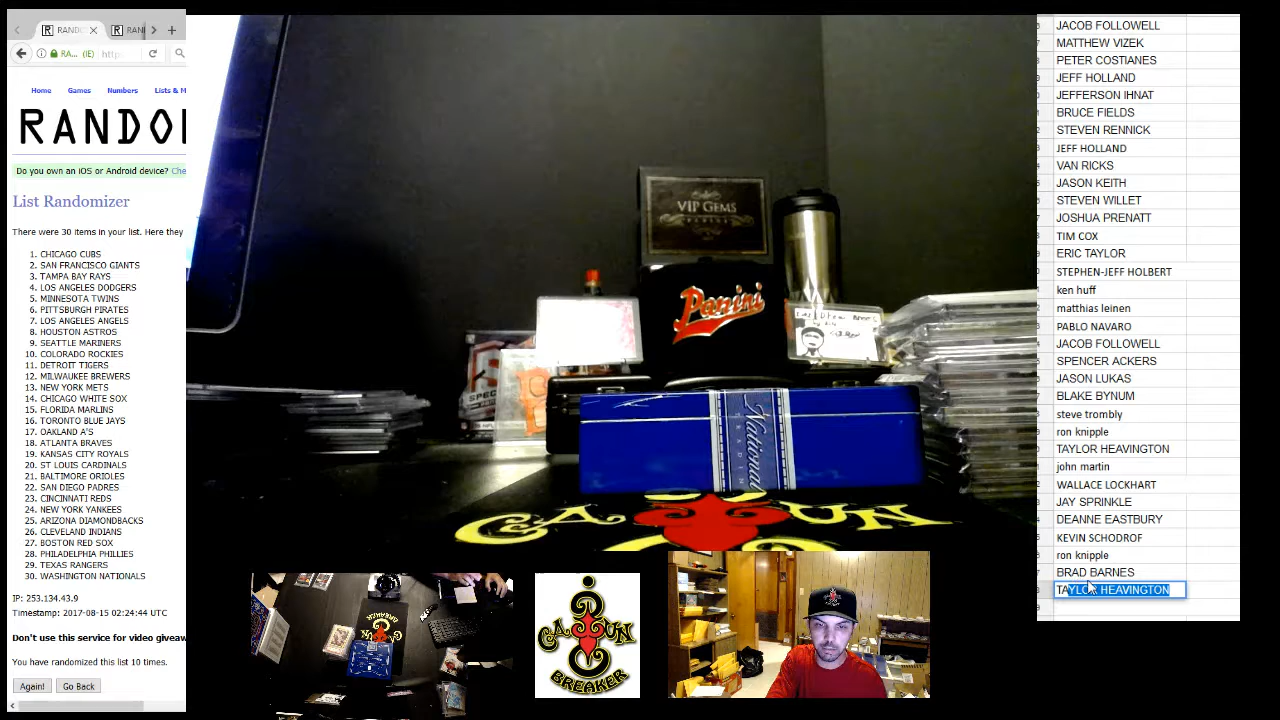 RANDO
RAND
RA... (IE)
Home Games Numbers Lists & M
RANDO
Do you own an iOS or Android device? Che
List Randomizer
There were 30 items in your list. Here they
1. CHICAGO CUBS
2. SAN FRANCISCO GIANTS
3. TAMPA BAY RAYS
4. LOS ANGELES DODGERS
5. MINNESOTA TWINS
6. PITTSBURGH PIRATES
7. LOS ANGELS ANGELS
8. HOUSTON ASTROS
9. SEATTLE MARINERS
10. COLORADO ROCKIES
11. DETROIT TIGERS
12. MILWAUKEE BREWERS
13. NEW YORK METS
14. CHICAGO WHITE SOX
15. FLORIDA MARLINS
16. TORONTO BLUE JAYS
17. OAKLAND A'S
18. ATLANTA BRAVES
19. KANSAS CITY ROYALS
20. ST LOUIS CARDINALS
21. BALTIMORE ORIOLES
22. SAN DIEGO PADRES
23. CINCINNATI REDS
24. NEW YORK YANKEES
25. ARIZONA DIAMONDBACKS
26. CLEVELAND INDIANS
27. BOSTON RED SOX
28. PHILADELPHIA PHILLIES
29. TEXAS RANGERS
30. WASHINGTON NATIONALS
IP: 253.134.43.9
Timestamp: 2017-08-15 02:24:44 UTC
Don't use this service for video giveaw
You have randomized this list 10 times.
Again! Go Back
VIP GEMS
Panini
National
CAJUN
CAJUN
BREAKER
JACOB FOLLOWELL
MATTHEW VIZEK
PETER COSTIANES
JEFF HOLLAND
JEFFERSON IHNAT
BRUCE FIELDS
STEVEN RENNICK
JEFF HOLLAND
VAN RICKS
JASON KEITH
STEVEN WILLET
JOSHUA PRENATT
TIM COX
ERIC TAYLOR
STEPHEN-JEFF HOLBERT
ken huff
matthias leinen
PABLO NAVARO
JACOB FOLLOWELL
SPENCER ACKERS
JASON LUKAS
BLAKE BYNUM
steve trombly
ron knipple
TAYLOR HEAVINGTON
john martin
WALLACE LOCKHART
JAY SPRINKLE
DEANNE EASTBURY
KEVIN SCHODROF
ron knipple
BRAD BARNES
TAYLOR HEAVINGTON